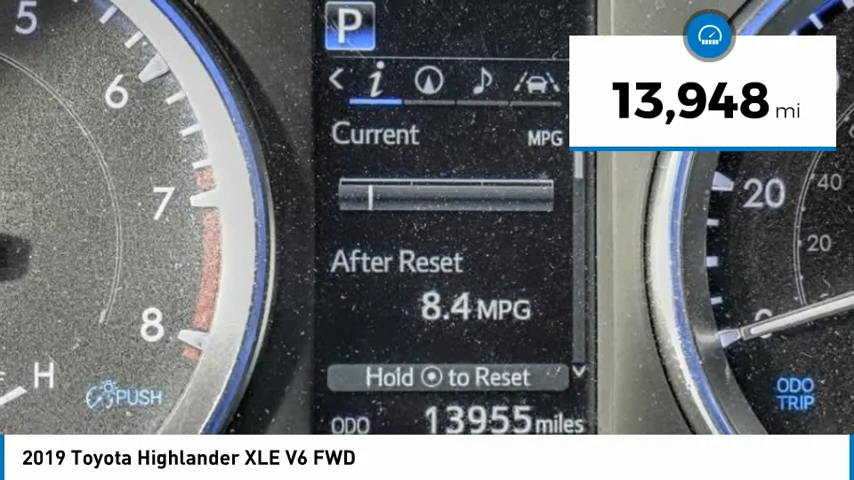 5
6
7
8
H
PUSH
P
i
Current MPG
After Reset
8.4 MPG
Hold to Reset
ODO 13955 miles
13,948 mi
20
40
20
ODO
TRIP
2019 Toyota Highlander XLE V6 FWD